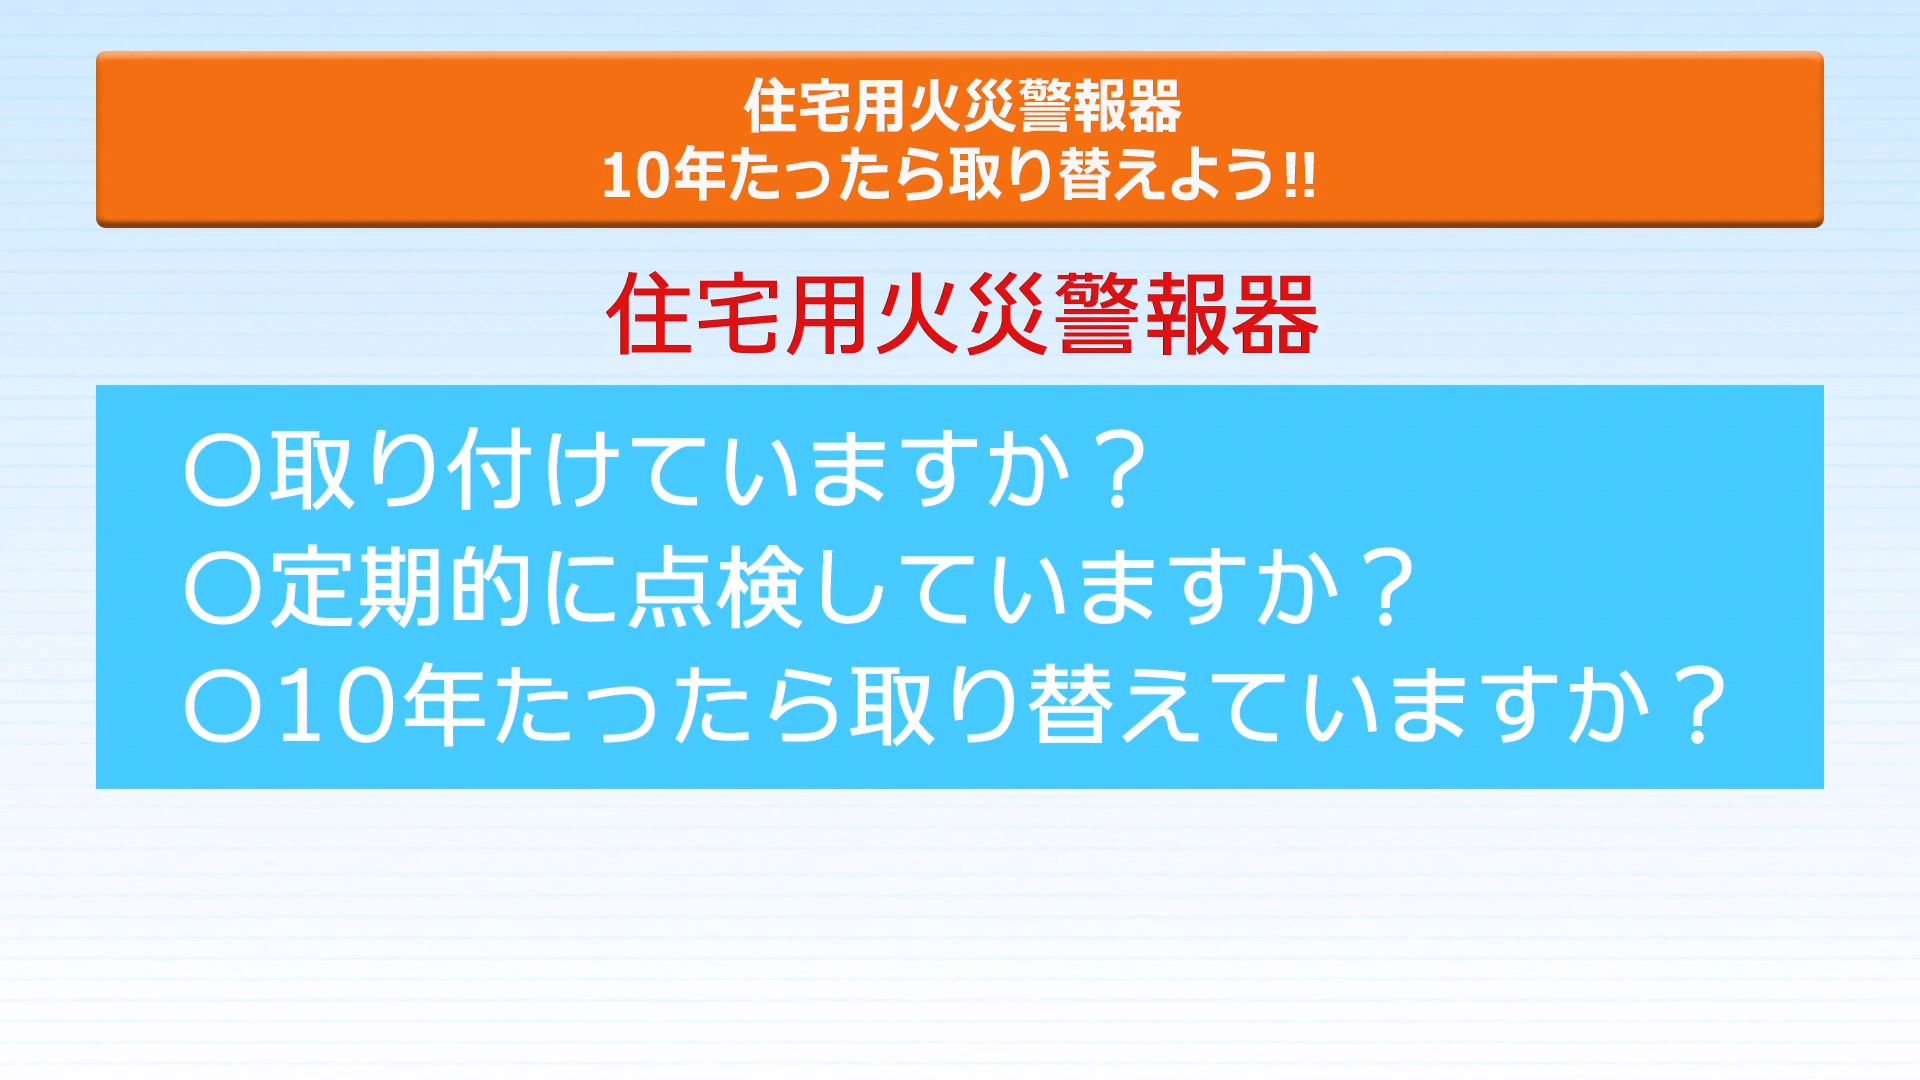 住宅用火災警報器
10年たったら取り替えよう!!
住宅用火災警報器
〇取り付けていますか？
〇定期的に点検していますか？
〇10年たったら取り替えていますか？